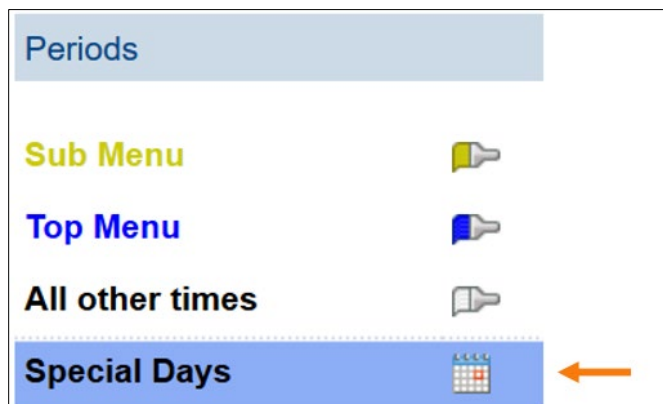 Periods
Sub Menu
Top Menu
All other times
Special Days